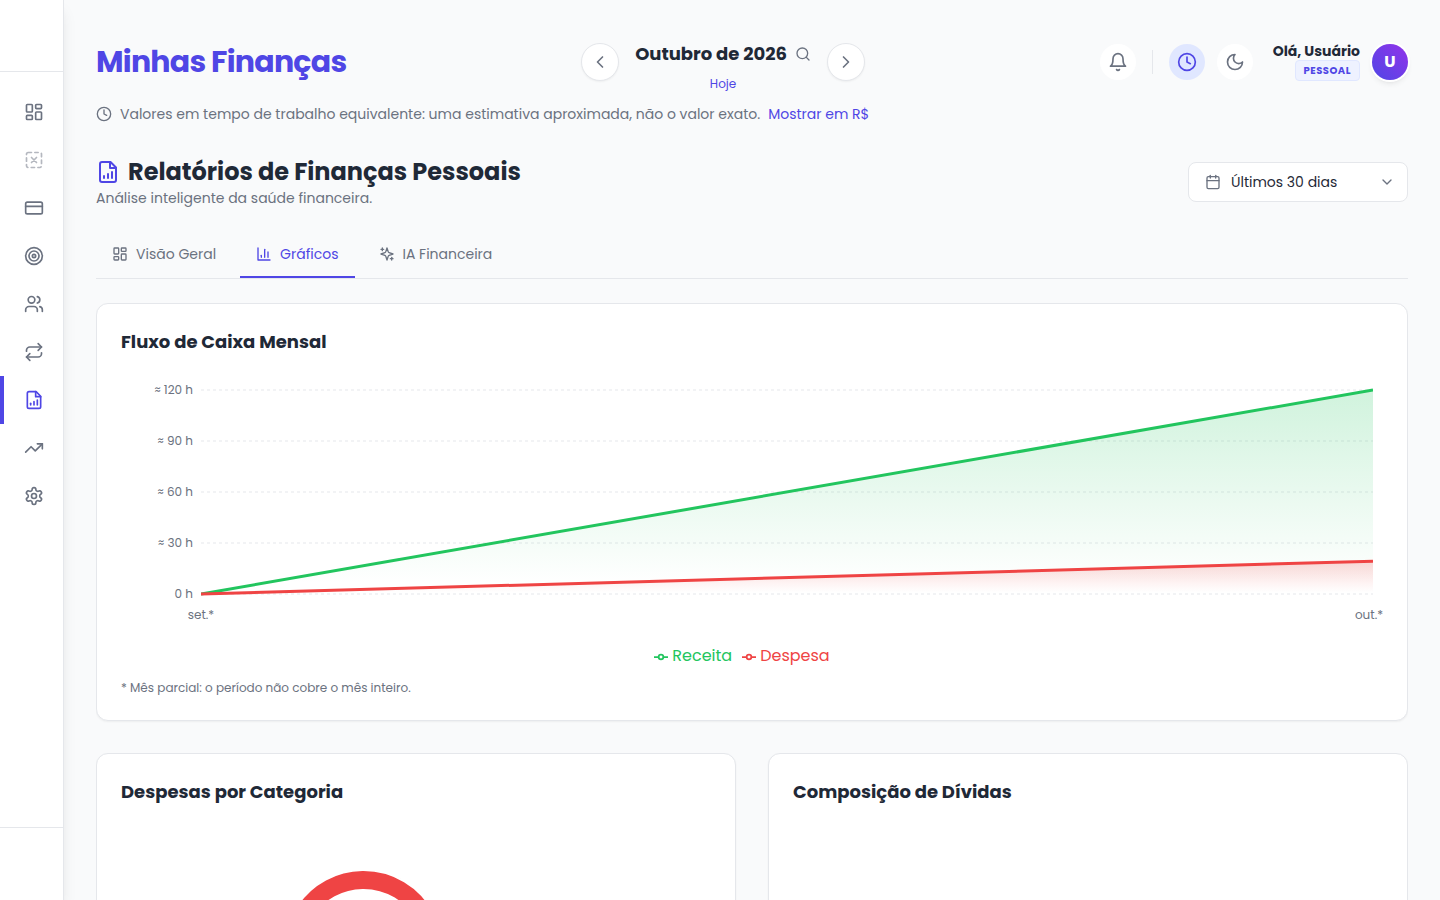 Minhas Finanças
Outubro de 2026
Hoje
Olá, Usuário
PESSOAL
U
Valores em tempo de trabalho equivalente: uma estimativa aproximada, não o valor exato. Mostrar em R$
Relatórios de Finanças Pessoais
Análise inteligente da saúde financeira.
Últimos 30 dias
Visão Geral
Gráficos
IA Financeira
Fluxo de Caixa Mensal
≈ 120 h
≈ 90 h
≈ 60 h
≈ 30 h
0 h
set.*
out.*
Receita Despesa
* Mês parcial: o período não cobre o mês inteiro.
Despesas por Categoria
Composição de Dívidas